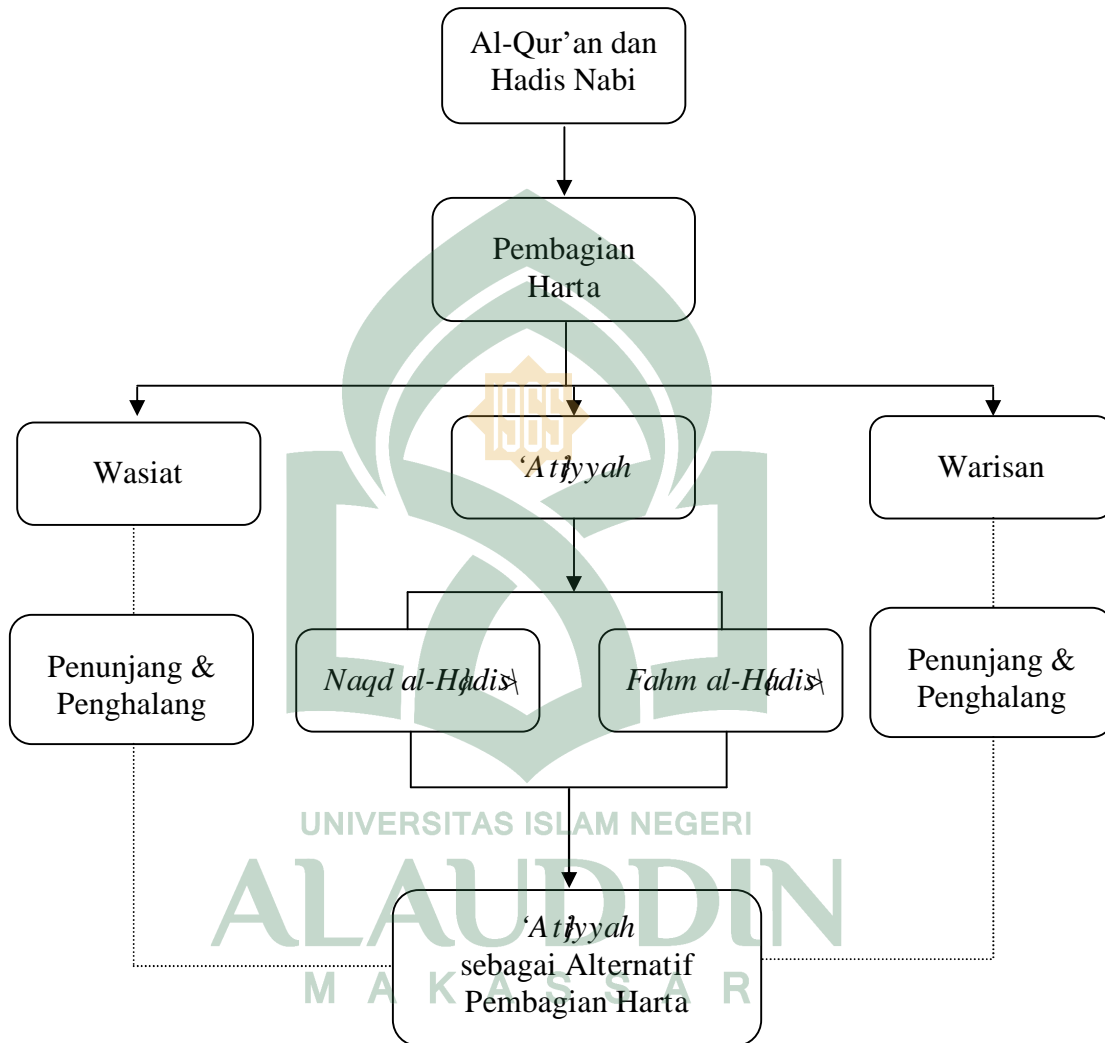 Al-Qur’an dan
Hadis Nabi
Pembagian
Harta
1965
Wasiat
‘Atiyyah
Warisan
Penunjang &
Penghalang
Naqd al-Hadis
Fahm al-Hadis
Penunjang &
Penghalang
UNIVERSITAS ISLAM NEGERI
ALAUDDIN
MAKASSAR
‘Atiyyah
sebagai Alternatif
Pembagian Harta